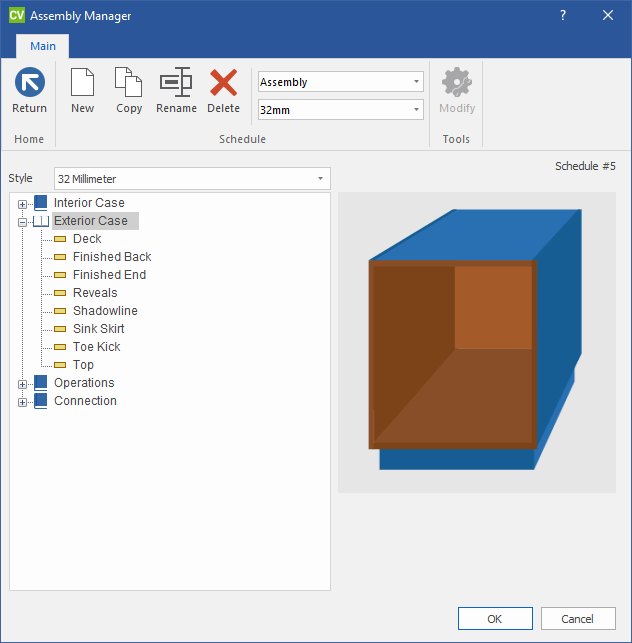 CV Assembly Manager ?
Main
Return New Copy Rename Delete Assembly 32mm Modify
Home Schedule Tools
Schedule #5
Style 32 Millimeter
Interior Case
Exterior Case
Deck
Finished Back
Finished End
Reveals
Shadowline
Sink Skirt
Toe Kick
Top
Operations
Connection
OK Cancel